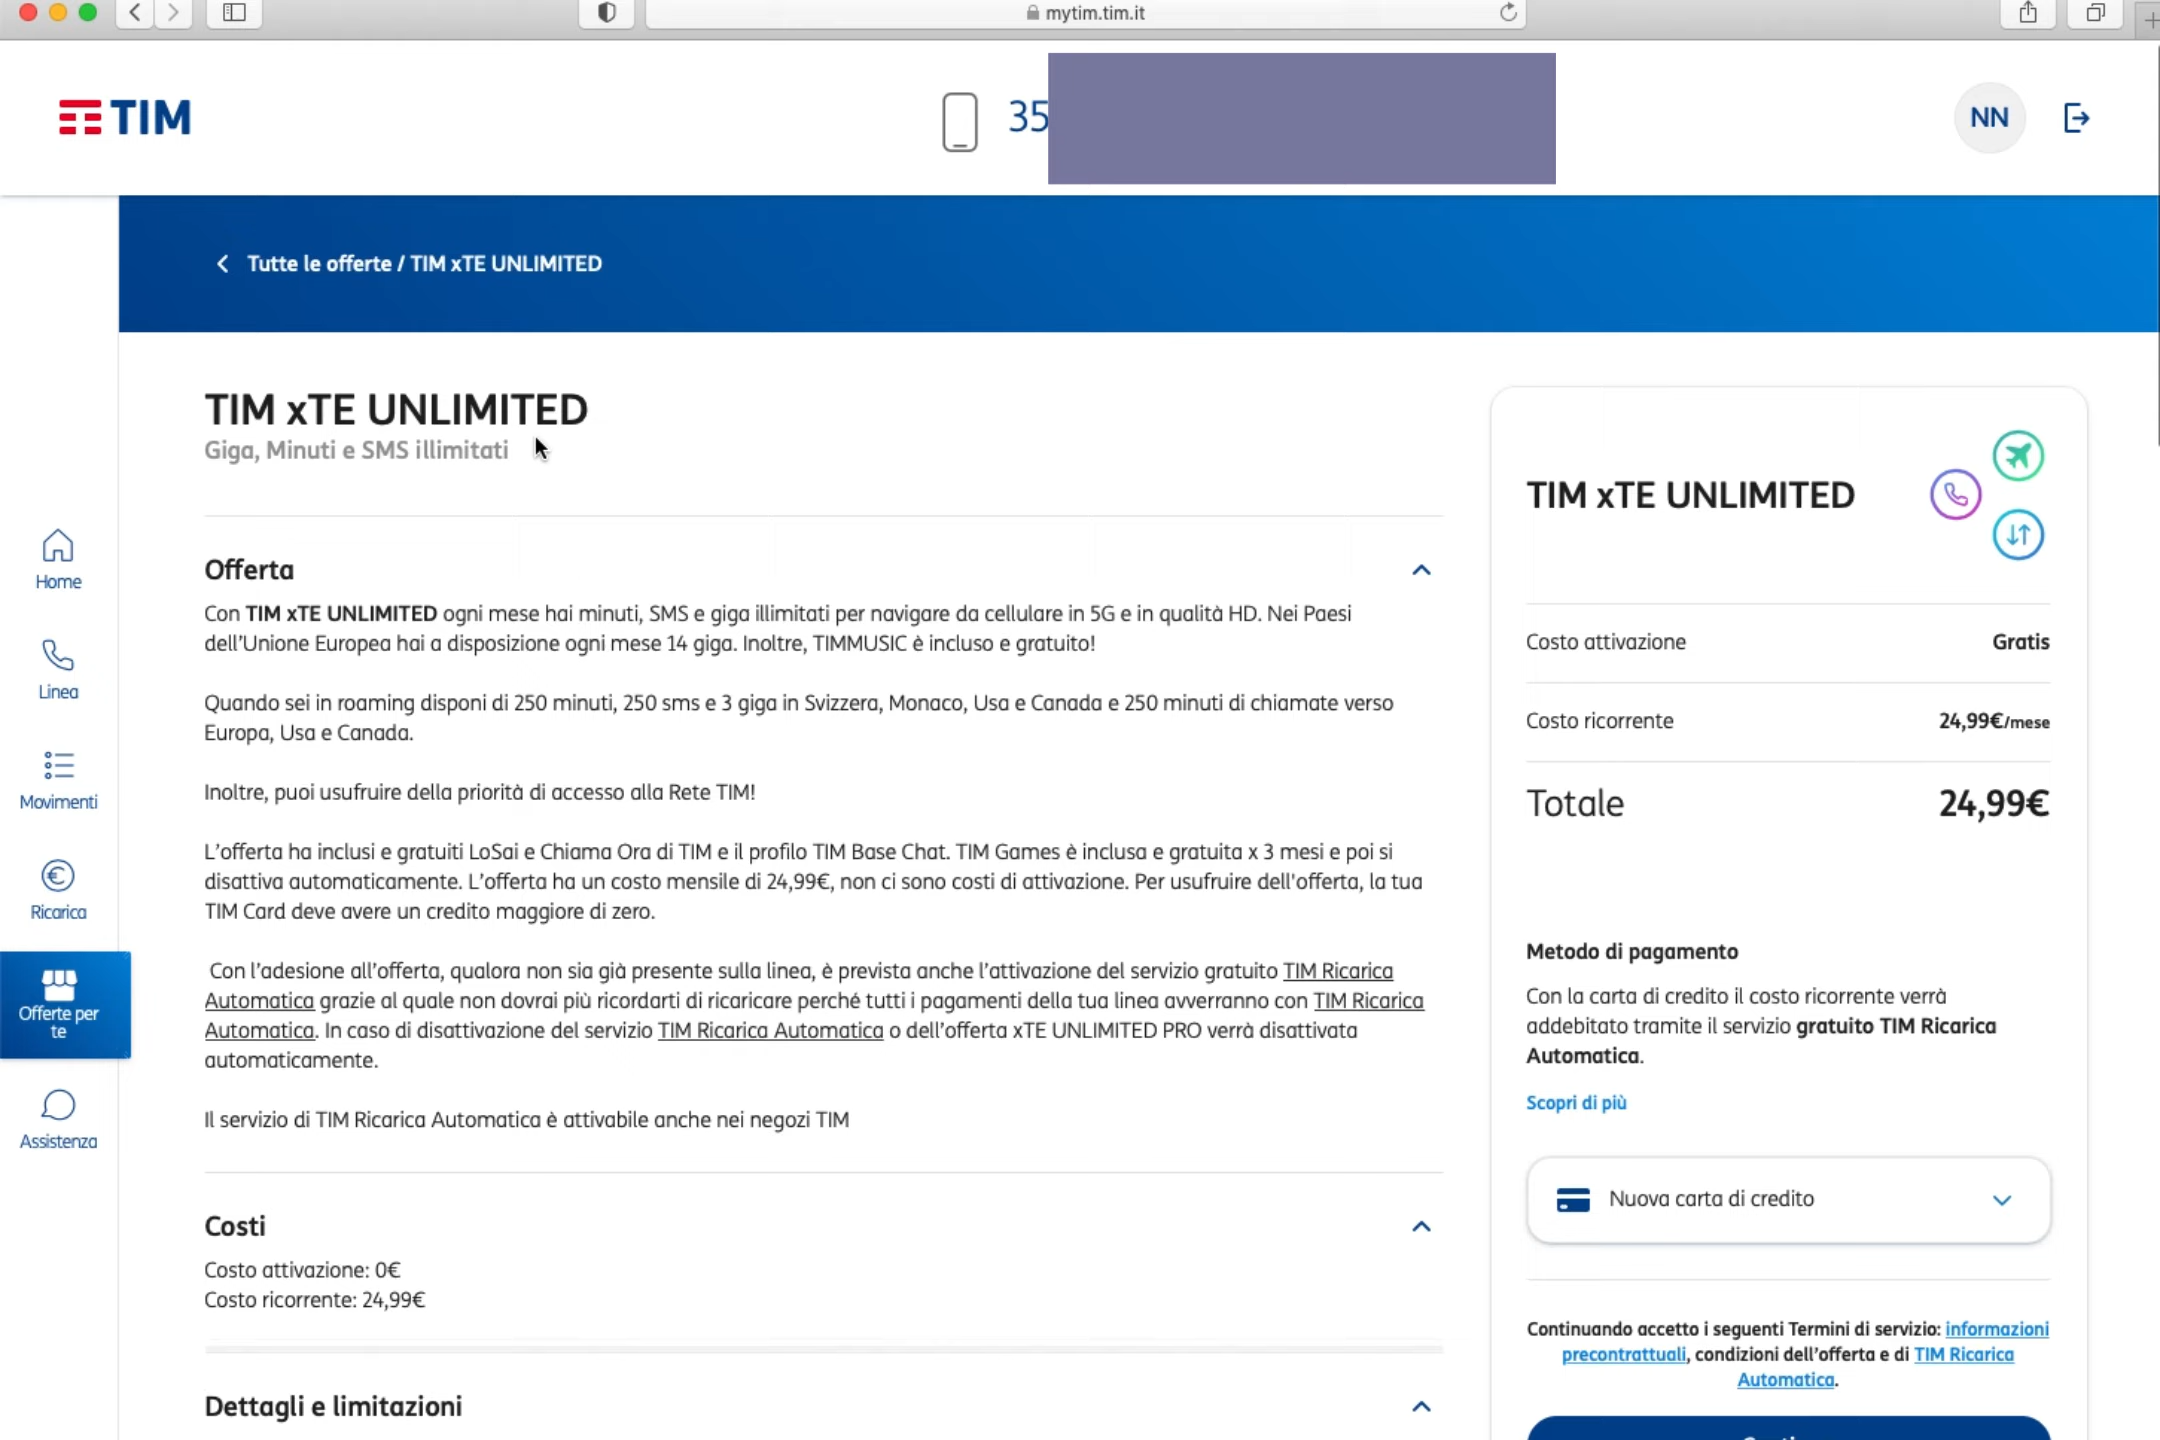 mytim.tim.it
TIM
35
NN
Tutte le offerte / TIM xTE UNLIMITED
TIM xTE UNLIMITED
Giga, Minuti e SMS illimitati
Offerta
Con TIM xTE UNLIMITED ogni mese hai minuti, SMS e giga illimitati per navigare da cellulare in 5G e in qualità HD. Nei Paesi
dell'Unione Europea hai a disposizione ogni mese 14 giga. Inoltre, TIMMUSIC è incluso e gratuito!
Quando sei in roaming disponi di 250 minuti, 250 sms e 3 giga in Svizzera, Monaco, Usa e Canada e 250 minuti di chiamate verso
Europa, Usa e Canada.
Inoltre, puoi usufruire della priorità di accesso alla Rete TIM!
L'offerta ha inclusi e gratuiti LoSai e Chiama Ora di TIM e il profilo TIM Base Chat. TIM Games è inclusa e gratuita x 3 mesi e poi si
disattiva automaticamente. L'offerta ha un costo mensile di 24,99€, non ci sono costi di attivazione. Per usufruire dell'offerta, la tua
TIM Card deve avere un credito maggiore di zero.
Con l'adesione all'offerta, qualora non sia già presente sulla linea, è prevista anche l'attivazione del servizio gratuito TIM Ricarica
Automatica grazie al quale non dovrai più ricordarti di ricaricare perché tutti i pagamenti della tua linea avverranno con TIM Ricarica
Automatica. In caso di disattivazione del servizio TIM Ricarica Automatica o dell'offerta xTE UNLIMITED PRO verrà disattivata
automaticamente.
Il servizio di TIM Ricarica Automatica è attivabile anche nei negozi TIM
Costi
Costo attivazione: 0€
Costo ricorrente: 24,99€
Dettagli e limitazioni
Home
Linea
Movimenti
Ricarica
Offerte per
te
Assistenza
TIM xTE UNLIMITED
Costo attivazione Gratis
Costo ricorrente 24,99€/mese
Totale 24,99€
Metodo di pagamento
Con la carta di credito il costo ricorrente verrà
addebitato tramite il servizio gratuito TIM Ricarica
Automatica.
Scopri di più
Nuova carta di credito
Continuando accetto i seguenti Termini di servizio: informazioni
precontrattuali, condizioni dell'offerta e di TIM Ricarica
Automatica.